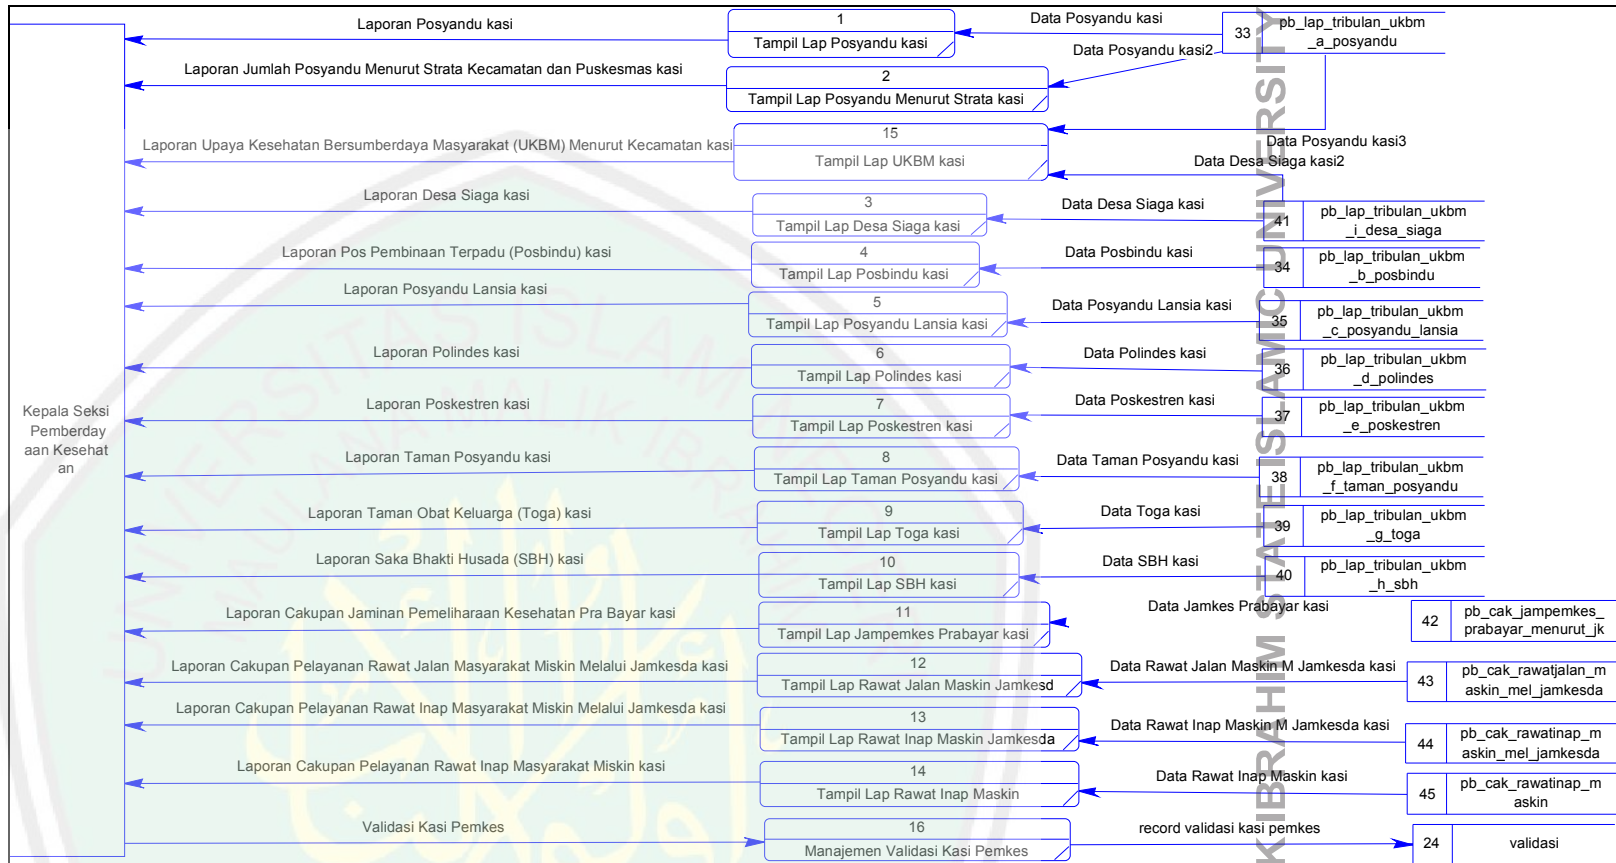 Laporan Posyandu kasi
1
Tampil Lap Posyandu kasi
Data Posyandu kasi
33
pb_lap_tribulan_ukbm
_a_posyandu
Data Posyandu kasi2
Laporan Jumlah Posyandu Menurut Strata Kecamatan dan Puskesmas kasi
2
Tampil Lap Posyandu Menurut Strata kasi
Laporan Upaya Kesehatan Bersumberdaya Masyarakat (UKBM) Menurut Kecamatan kasi
15
Tampil Lap UKBM kasi
Data Posyandu kasi3
Data Desa Siaga kasi2
Laporan Desa Siaga kasi
3
Tampil Lap Desa Siaga kasi
Data Desa Siaga kasi
41
pb_lap_tribulan_ukbm
_i_desa_siaga
Laporan Pos Pembinaan Terpadu (Posbindu) kasi
4
Tampil Lap Posbindu kasi
Data Posbindu kasi
34
pb_lap_tribulan_ukbm
_b_posbindu
Laporan Posyandu Lansia kasi
5
Tampil Lap Posyandu Lansia kasi
Data Posyandu Lansia kasi
35
pb_lap_tribulan_ukbm
_c_posyandu_lansia
Laporan Polindes kasi
6
Tampil Lap Polindes kasi
Data Polindes kasi
36
pb_lap_tribulan_ukbm
_d_polindes
Kepala Seksi
Pemberday
aan Kesehat
an
Laporan Poskestren kasi
7
Tampil Lap Poskestren kasi
Data Poskestren kasi
37
pb_lap_tribulan_ukbm
_e_poskestren
Laporan Taman Posyandu kasi
8
Tampil Lap Taman Posyandu kasi
Data Taman Posyandu kasi
38
pb_lap_tribulan_ukbm
_f_taman_posyandu
Laporan Taman Obat Keluarga (Toga) kasi
9
Tampil Lap Toga kasi
Data Toga kasi
39
pb_lap_tribulan_ukbm
_g_toga
Laporan Saka Bhakti Husada (SBH) kasi
10
Tampil Lap SBH kasi
Data SBH kasi
40
pb_lap_tribulan_ukbm
_h_sbh
Laporan Cakupan Jaminan Pemeliharaan Kesehatan Pra Bayar kasi
11
Tampil Lap Jampemkes Prabayar kasi
Data Jamkes Prabayar kasi
42
pb_cak_jampemkes_
prabayar_menurut_jk
Laporan Cakupan Pelayanan Rawat Jalan Masyarakat Miskin Melalui Jamkesda kasi
12
Tampil Lap Rawat Jalan Maskin Jamkesd
Data Rawat Jalan Maskin M Jamkesda kasi
43
pb_cak_rawatjalan_m
askin_mel_jamkesda
Laporan Cakupan Pelayanan Rawat Inap Masyarakat Miskin Melalui Jamkesda kasi
13
Tampil Lap Rawat Inap Maskin Jamkesda
Data Rawat Inap Maskin M Jamkesda kasi
44
pb_cak_rawatinap_m
askin_mel_jamkesda
Laporan Cakupan Pelayanan Rawat Inap Masyarakat Miskin kasi
14
Tampil Lap Rawat Inap Maskin
Data Rawat Inap Maskin kasi
45
pb_cak_rawatinap_m
askin
Validasi Kasi Pemkes
16
Manajemen Validasi Kasi Pemkes
record validasi kasi pemkes
24
validasi
UNIVERSITAS ISLAM NEGERI
MAULANA MALIK IBRAHIM
K IBRAHIM STATE ISLAMIC UNIVERSITY